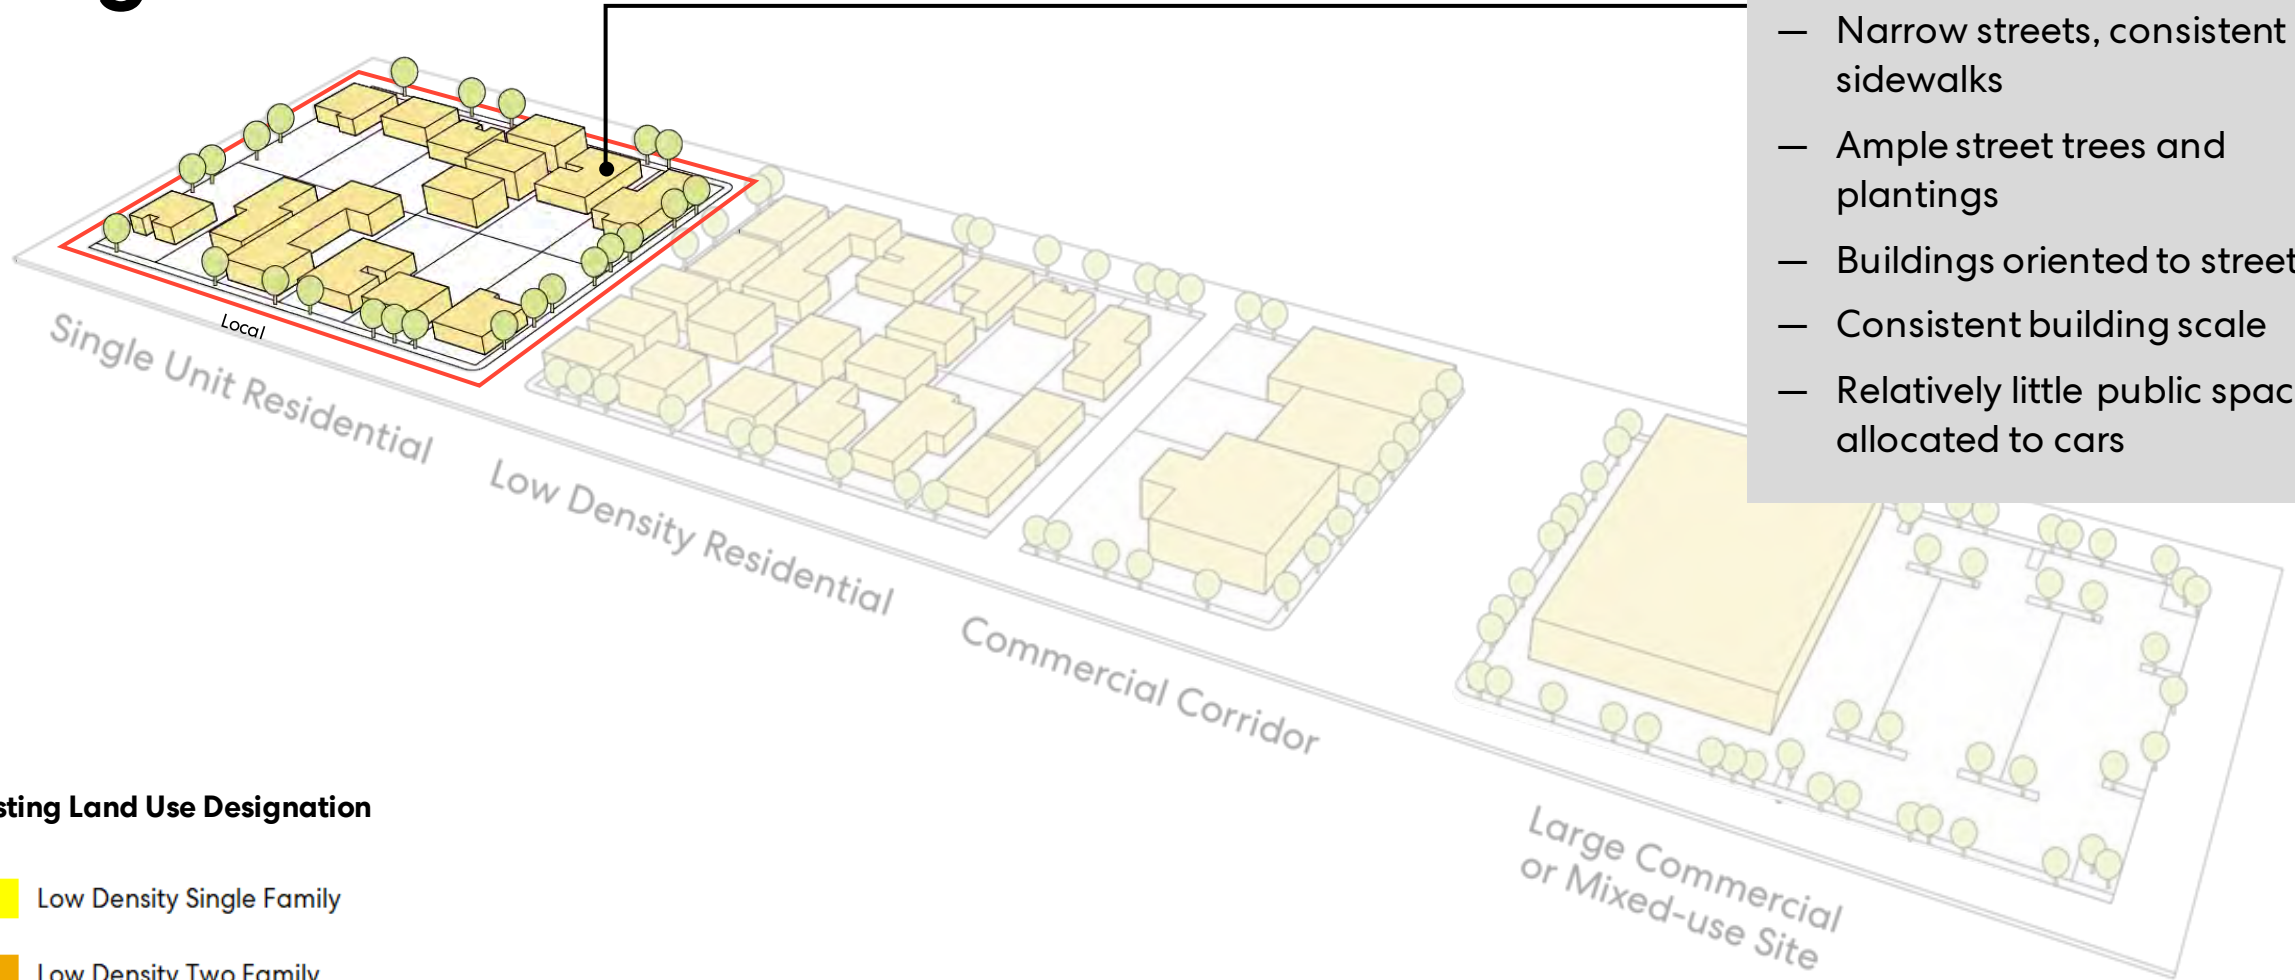 — Narrow streets, consistent
sidewalks
— Ample street trees and
plantings
— Buildings oriented to street
— Consistent building scale
— Relatively little public spac
allocated to cars
Local
Single Unit Residential
Low Density Residential
Commercial Corridor
Large Commercial
or Mixed-use Site
sting Land Use Designation
Low Density Single Family
Low Density Two Family